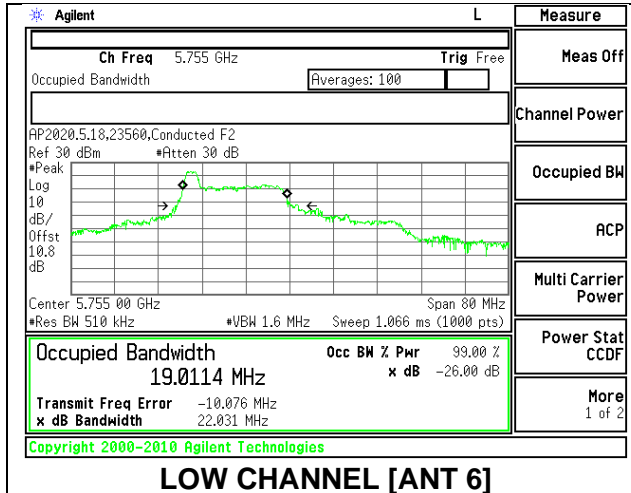 Agilent L Measure
Ch Freq 5.755 GHz Trig Free
Meas Off
Occupied Bandwidth Averages: 100
Channel Power
AP2020.5.18,23560,Conducted F2
Ref 30 dBm #Atten 30 dB
#Peak
Log
10
dB/
Offst
10.8
dB
Occupied BW
ACP
Multi Carrier
Power
Center 5.755 00 GHz Span 80 MHz
#Res BW 510 kHz #VBW 1.6 MHz Sweep 1.066 ms (1000 pts)
Power Stat
CCDF
Occupied Bandwidth Occ BW % Pwr 99.00 %
19.0114 MHz x dB -26.00 dB
Transmit Freq Error -10.076 MHz
x dB Bandwidth 22.031 MHz
More
1 of 2
Copyright 2000-2010 Agilent Technologies
LOW CHANNEL [ANT 6]